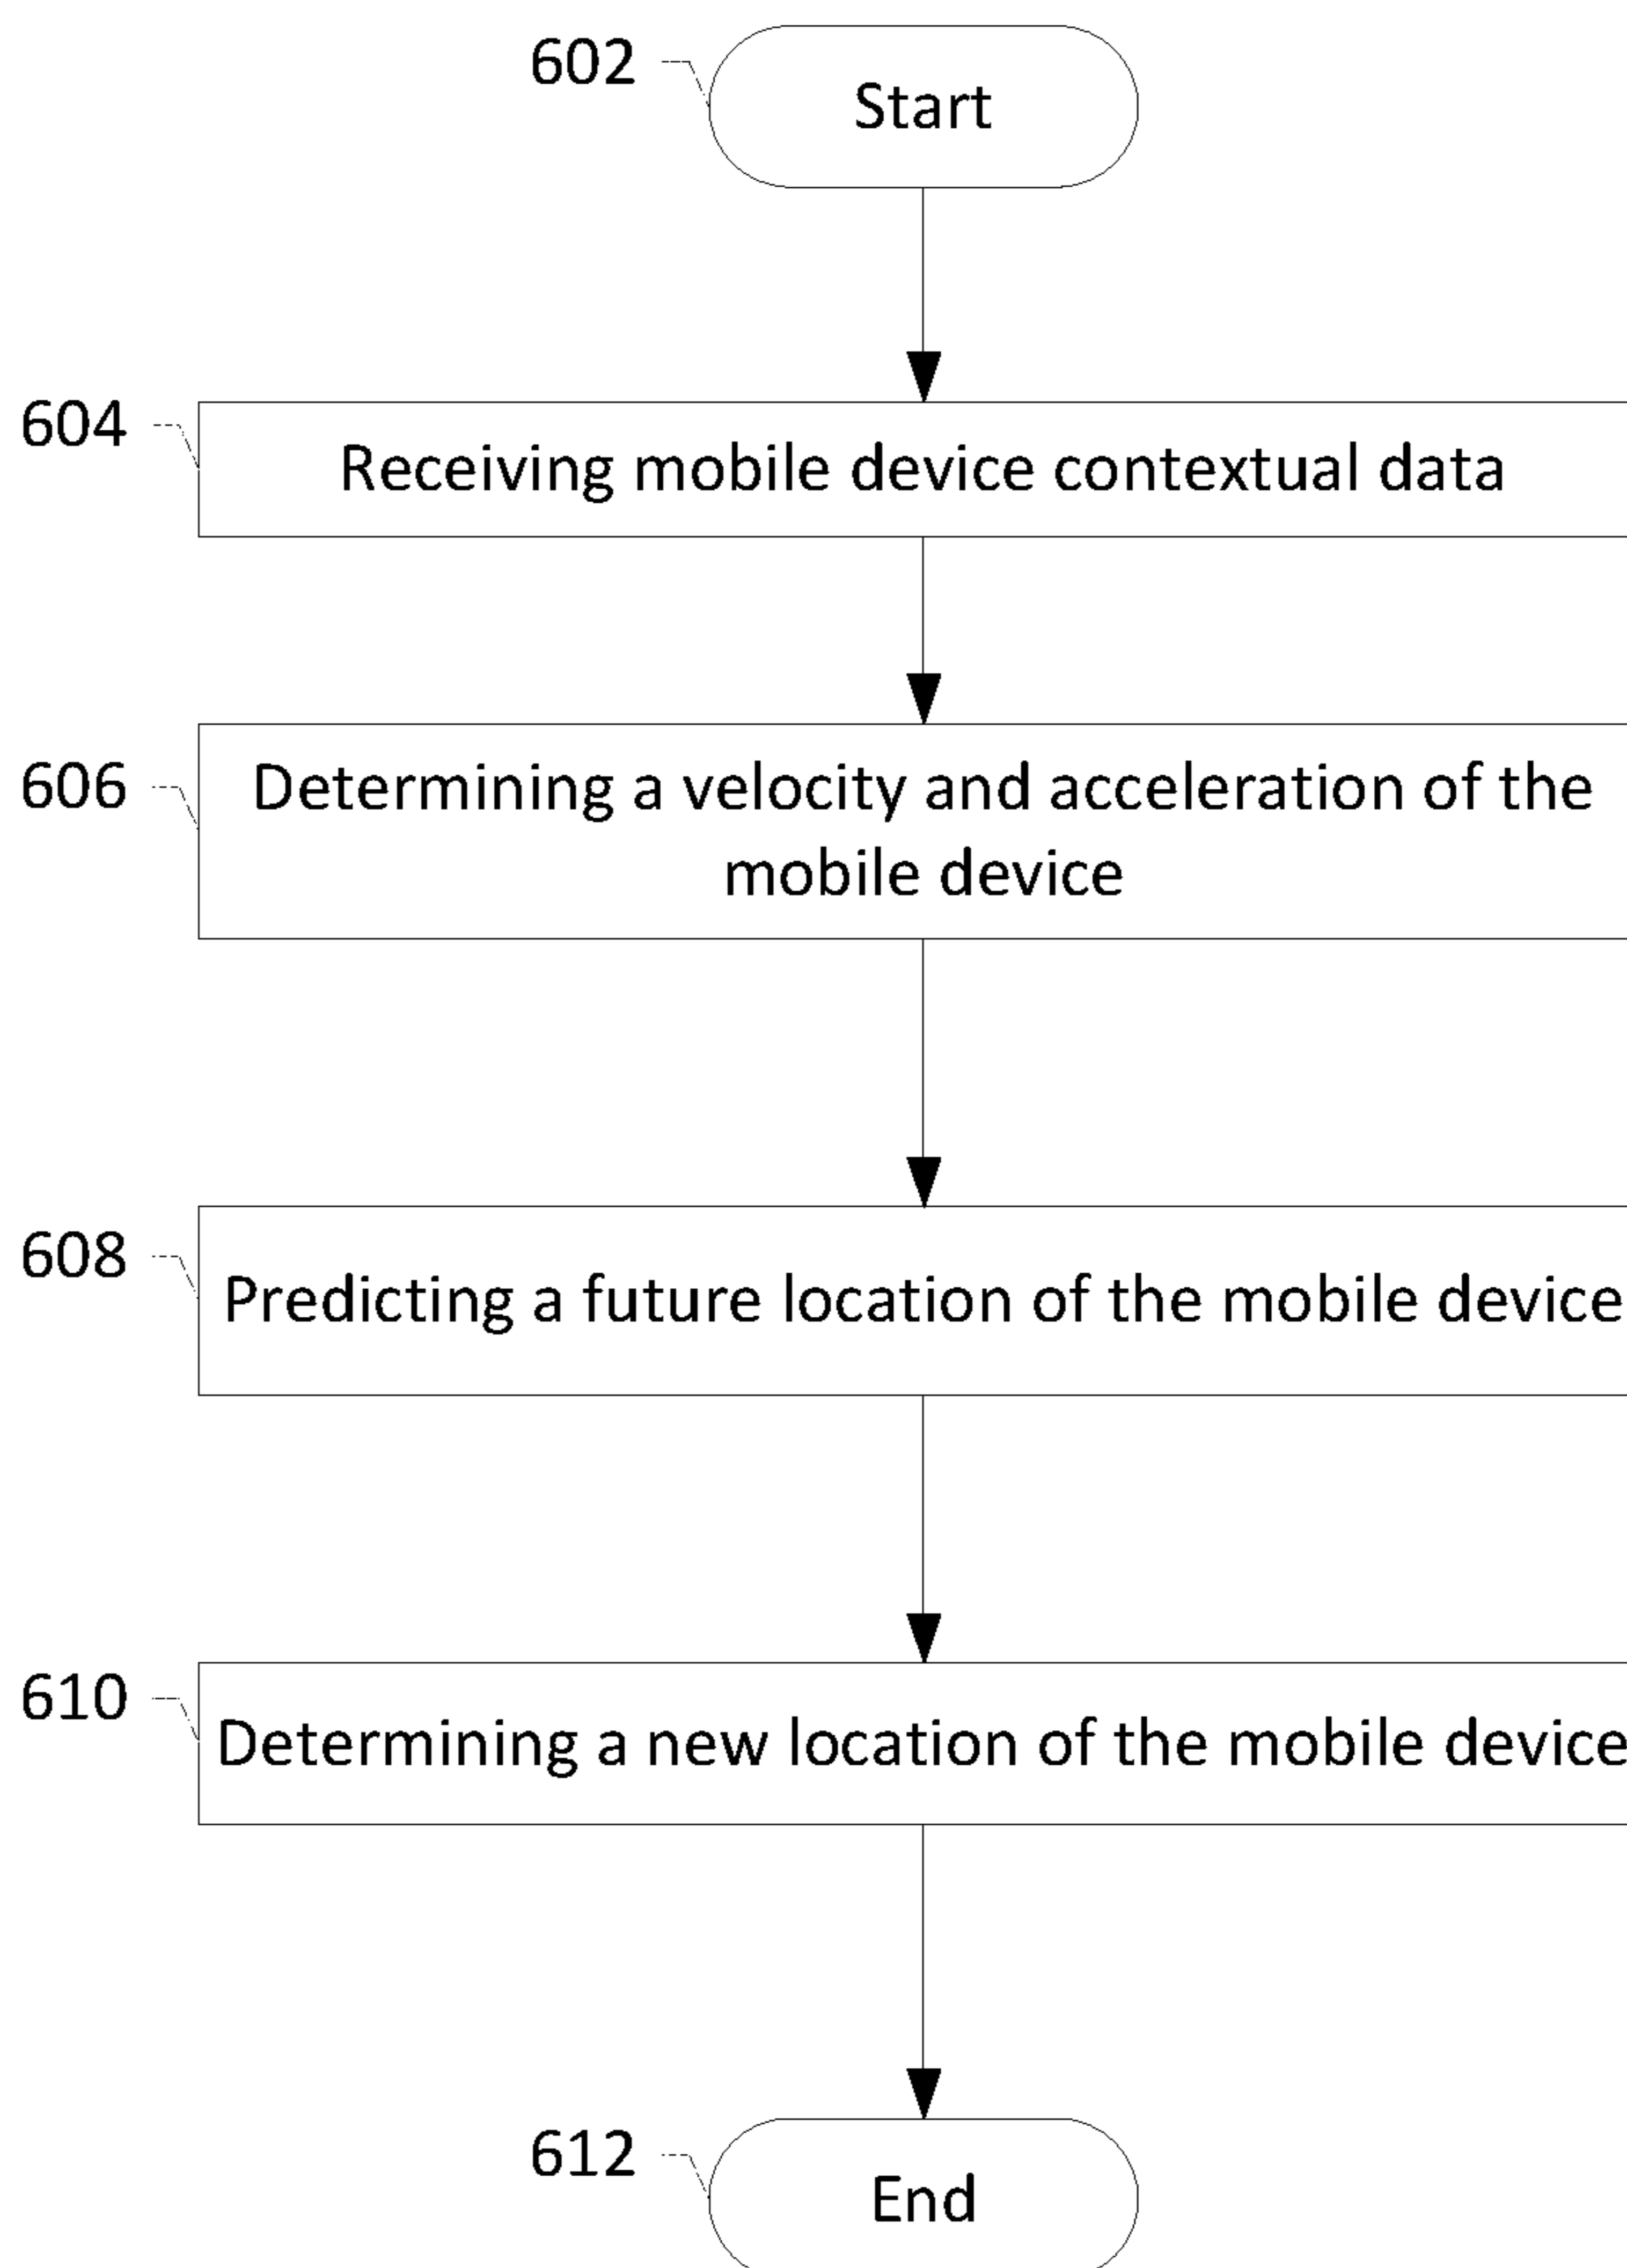 602
Start
604
Receiving mobile device contextual data
606
Determining a velocity and acceleration of the
mobile device
608
Predicting a future location of the mobile device
610
Determining a new location of the mobile device
612
End